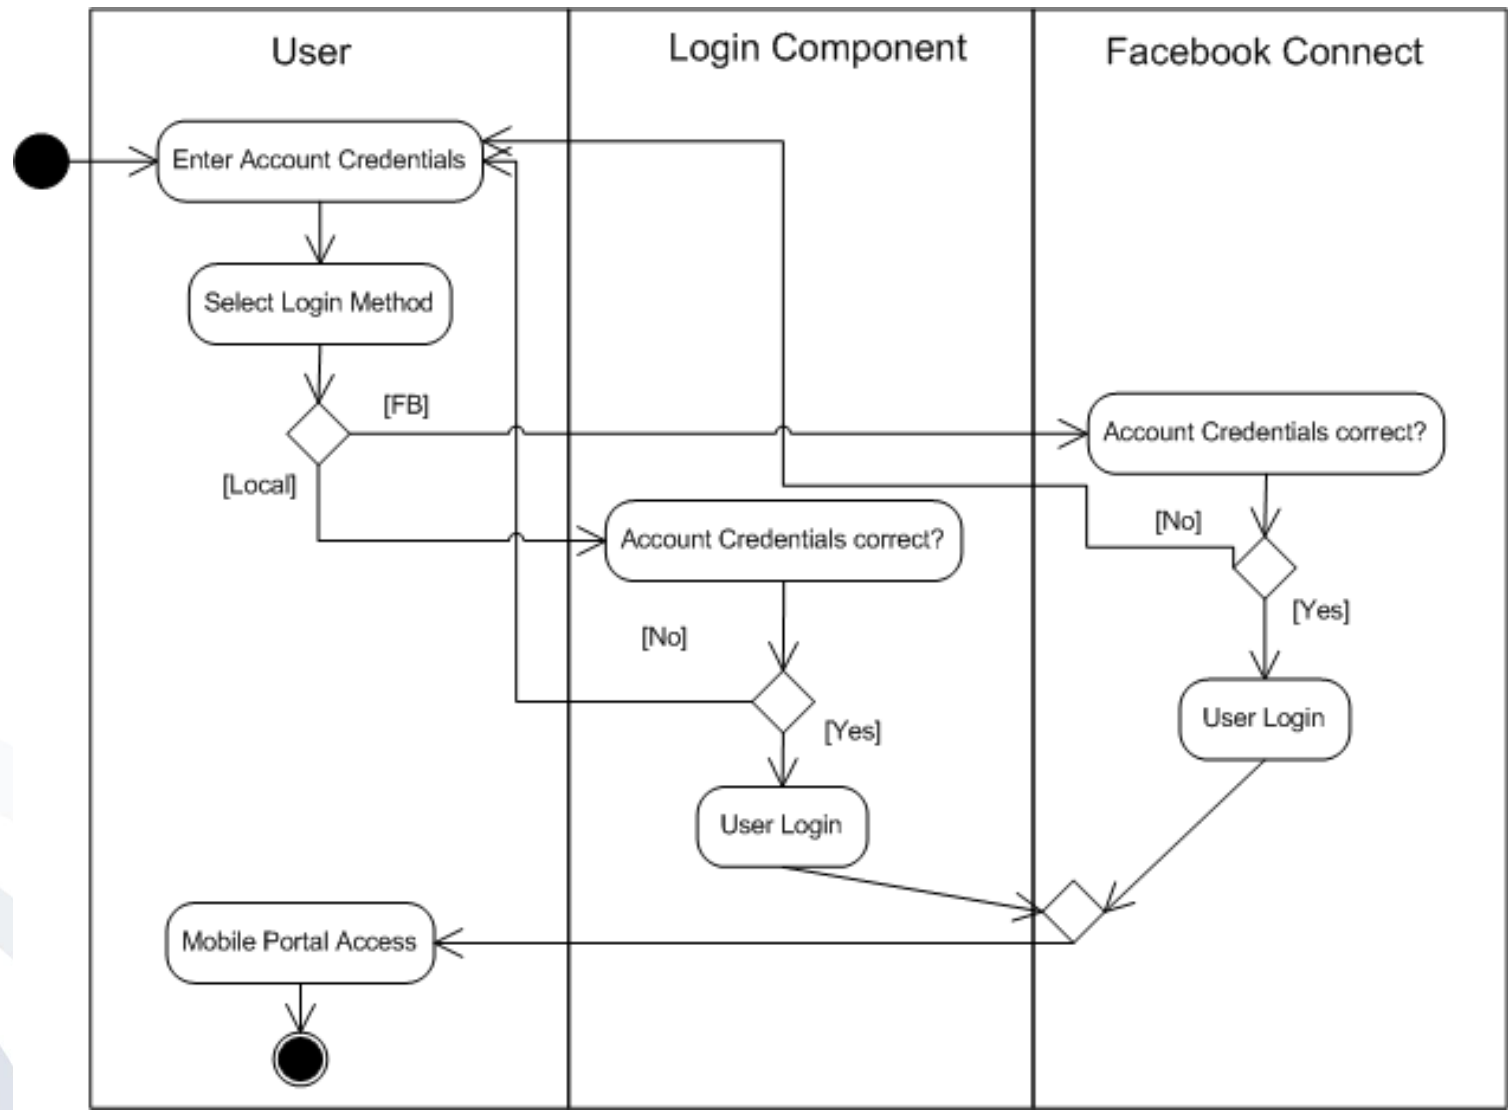 User
Login Component
Facebook Connect
Enter Account Credentials
Select Login Method
[FB]
Account Credentials correct?
[Local]
[No]
Account Credentials correct?
[Yes]
[No]
User Login
[Yes]
User Login
Mobile Portal Access